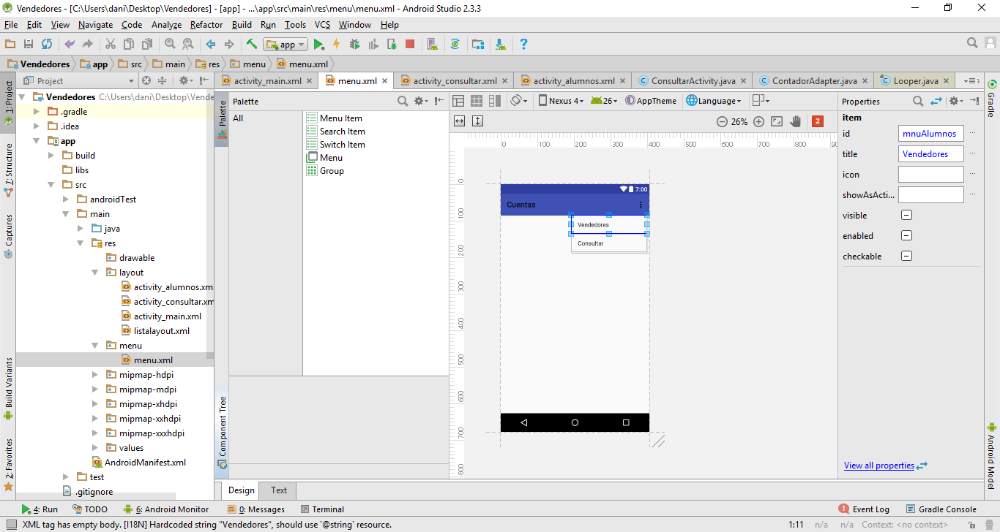 Vendedores - [C:\Users\dani\Desktop\Vendedores] - [app] - ...\app\src\main\res\menu\menu.xml - Android Studio 2.3.3
File Edit View Navigate Code Analyze Refactor Build Run Tools VCS Window Help
app
Vendedores app src main res menu menu.xml
Project
activity_main.xml menu.xml activity_consultar.xml activity_alumnos.xml ConsultarActivity.java ContadorAdapter.java Looper.java 3
1: Project
Z: Structure
Captures
Build Variants
2: Favorites
Vendedores C:\Users\dani\Desktop\Vende
.gradle
.idea
app
build
libs
src
androidTest
main
java
res
drawable
layout
activity_alumnos.xm
activity_consultar.xm
activity_main.xml
listalayout.xml
menu
menu.xml
mipmap-hdpi
mipmap-mdpi
mipmap-xhdpi
mipmap-xxhdpi
mipmap-xxxhdpi
values
AndroidManifest.xml
test
.gitignore
Palette
Component Tree
Palette
All
Menu Item
Search Item
Switch Item
Menu
Group
Nexus 4 26 AppTheme Language
26% 2
0 100 200 300 400 500 600 700 800 90
0
100
200
300
400
500
600
700
800
7:00
Cuentas
Vendedores
Consultar
Properties
item
id mnuAlumnos ...
title Vendedores ...
icon ...
showAsActi... ...
visible
enabled
checkable
View all properties
Gradle
Android Model
Design Text
4: Run TODO 6: Android Monitor 0: Messages Terminal 1 Event Log Gradle Console
XML tag has empty body. [I18N] Hardcoded string "Vendedores", should use `@string` resource. 1:11 n/a n/a Context: <no context>